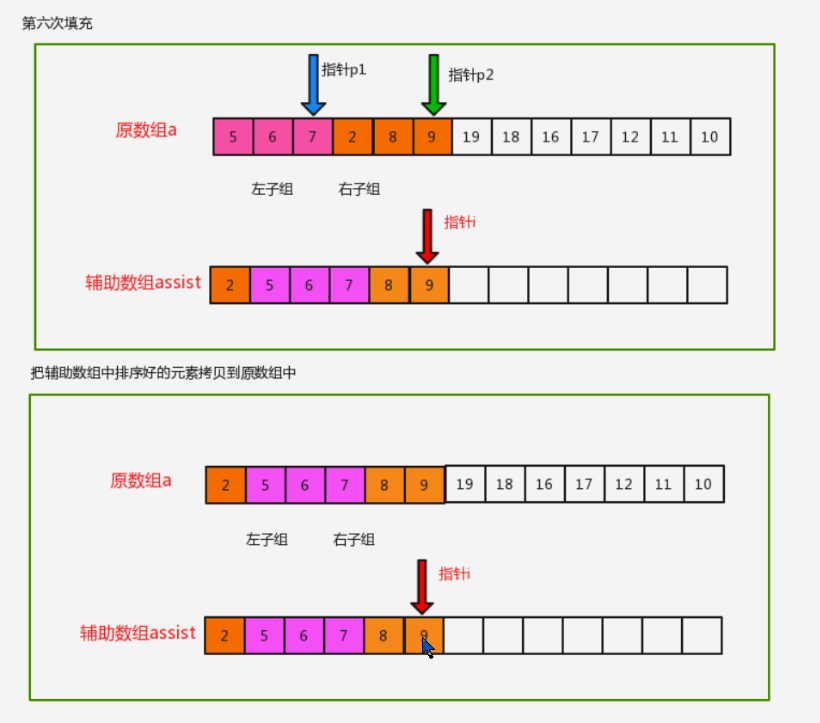 第六次填充
指针p1
指针p2
原数组a
5 6 7 2 8 9 19 18 16 17 12 11 10
左子组 右子组
指针i
辅助数组assist
2 5 6 7 8 9
把辅助数组中排序好的元素拷贝到原数组中
原数组a
2 5 6 7 8 9 19 18 16 17 12 11 10
左子组 右子组
指针i
辅助数组assist
2 5 6 7 8 9